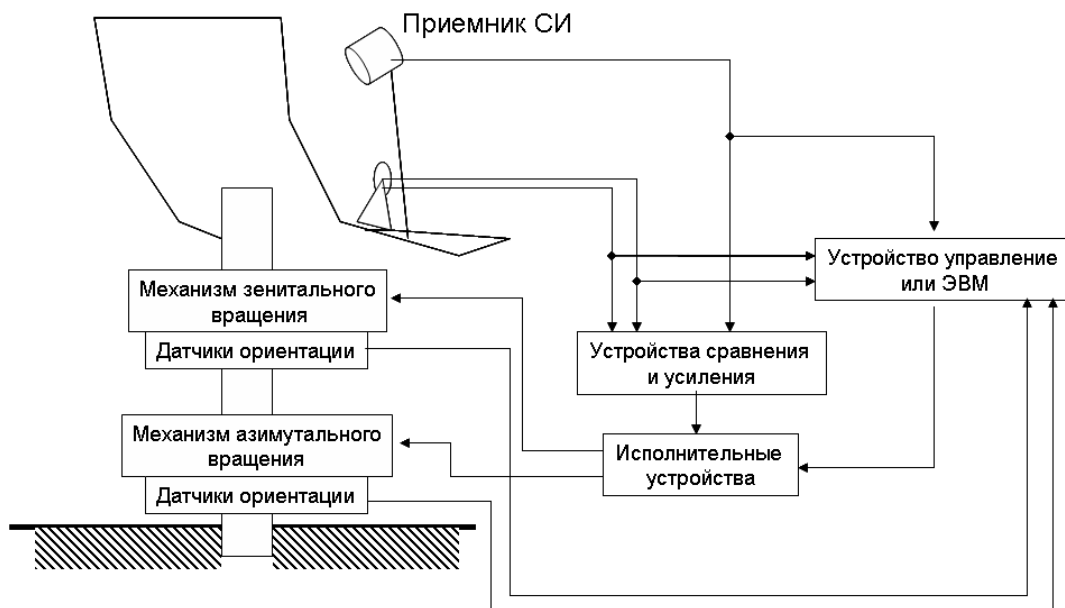 Приемник СИ
Устройство управление
или ЭВМ
Механизм зенитального
вращения
Датчики ориентации
Устройства сравнения
и усиления
Механизм азимутального
вращения
Исполнительные
устройства
Датчики ориентации